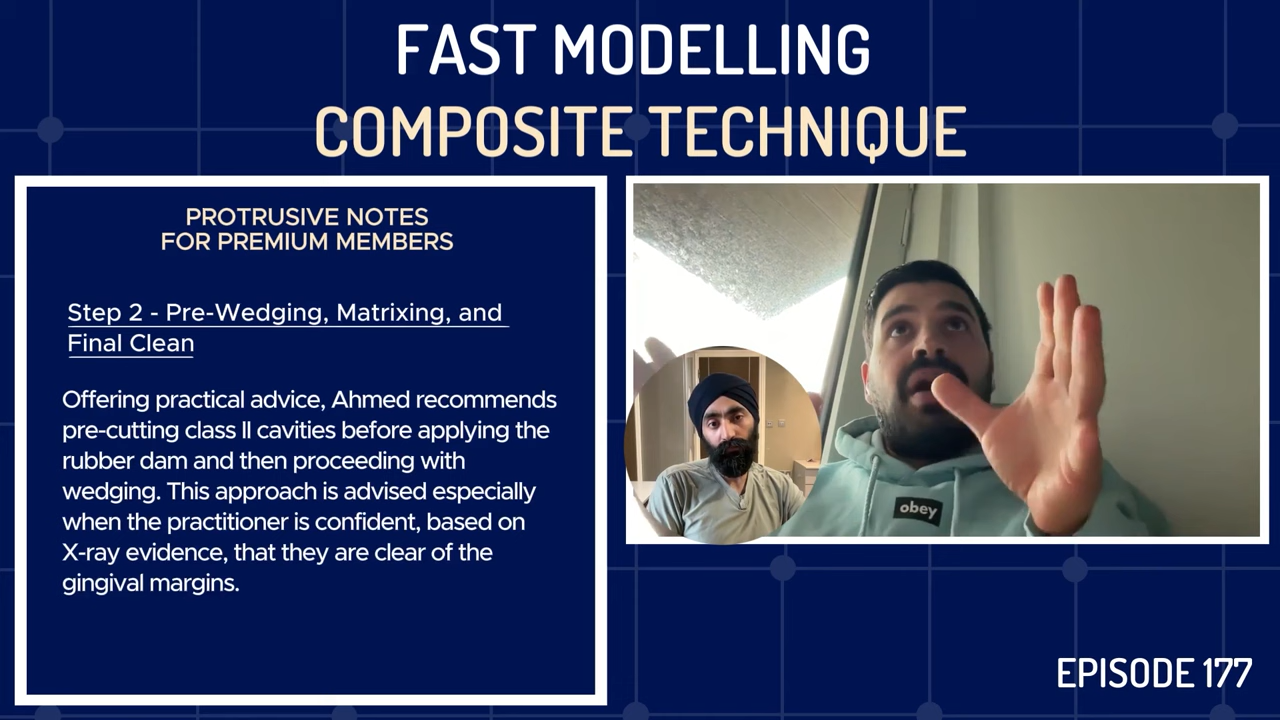 FAST MODELLING
COMPOSITE TECHNIQUE
PROTRUSIVE NOTES
FOR PREMIUM MEMBERS
Step 2 - Pre-Wedging, Matrixing, and
Final Clean
Offering practical advice, Ahmed recommends
pre-cutting class II cavities before applying the
rubber dam and then proceeding with
wedging. This approach is advised especially
when the practitioner is confident, based on
X-ray evidence, that they are clear of the
gingival margins.
obey
EPISODE 177